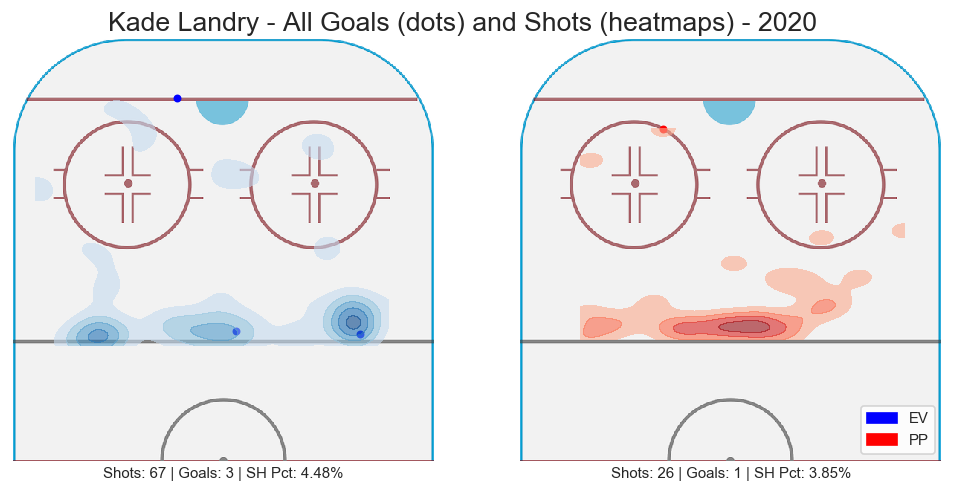 Kade Landry - All Goals (dots) and Shots (heatmaps) - 2020
EV
PP
Shots: 67 | Goals: 3 | SH Pct: 4.48%
Shots: 26 | Goals: 1 | SH Pct: 3.85%